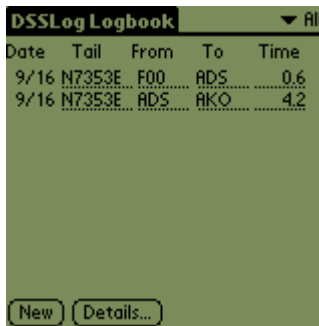 DSSLog Logbook ▼ Al
Date Tail From To Time
9/16 N7353E F00 ADS 0.6
9/16 N7353E ADS AKO 4.2
New Details...